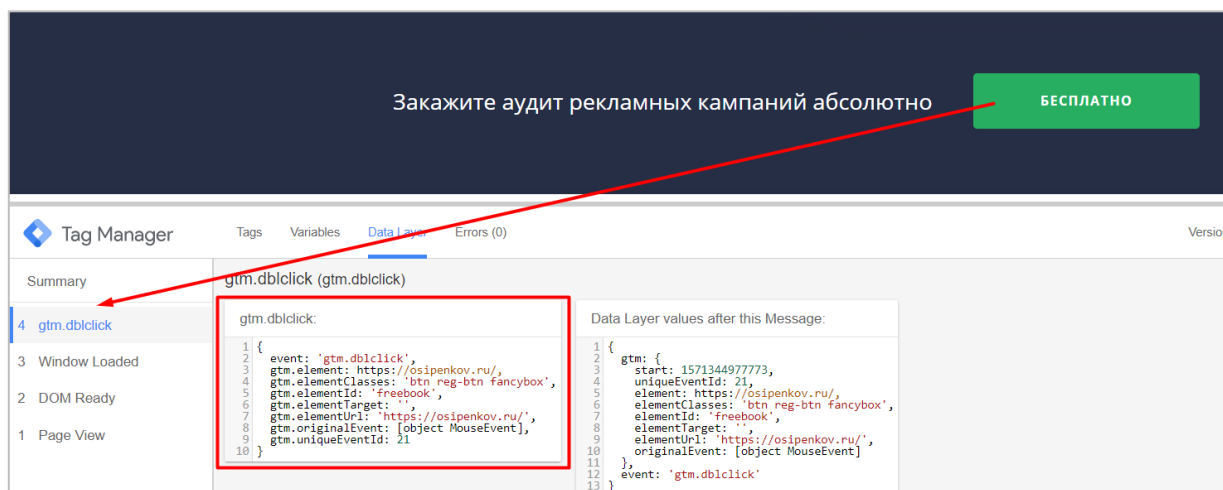 Закажите аудит рекламных кампаний абсолютно
БЕСПЛАТНО
Tag Manager
Tags Variables Data Layer Errors (0)
Versio
Summary
4 gtm.dblclick
3 Window Loaded
2 DOM Ready
1 Page View
gtm.dblclick (gtm.dblclick)
gtm.dblclick:
1 {
2 event: 'gtm.dblclick',
3 gtm.element: https://osipenkov.ru/,
4 gtm.elementClasses: 'btn reg-btn fancybox',
5 gtm.elementId: 'freebook',
6 gtm.elementTarget: '',
7 gtm.elementUrl: 'https://osipenkov.ru/',
8 gtm.originalEvent: [object MouseEvent],
9 gtm.uniqueEventId: 21
10 }
Data Layer values after this Message:
1 {
2 gtm: {
3 start: 1571344977773,
4 uniqueEventId: 21,
5 element: https://osipenkov.ru/,
6 elementClasses: 'btn reg-btn fancybox',
7 elementId: 'freebook',
8 elementTarget: '',
9 elementUrl: 'https://osipenkov.ru/',
10 originalEvent: [object MouseEvent]
11 },
12 event: 'gtm.dblclick'
13 }